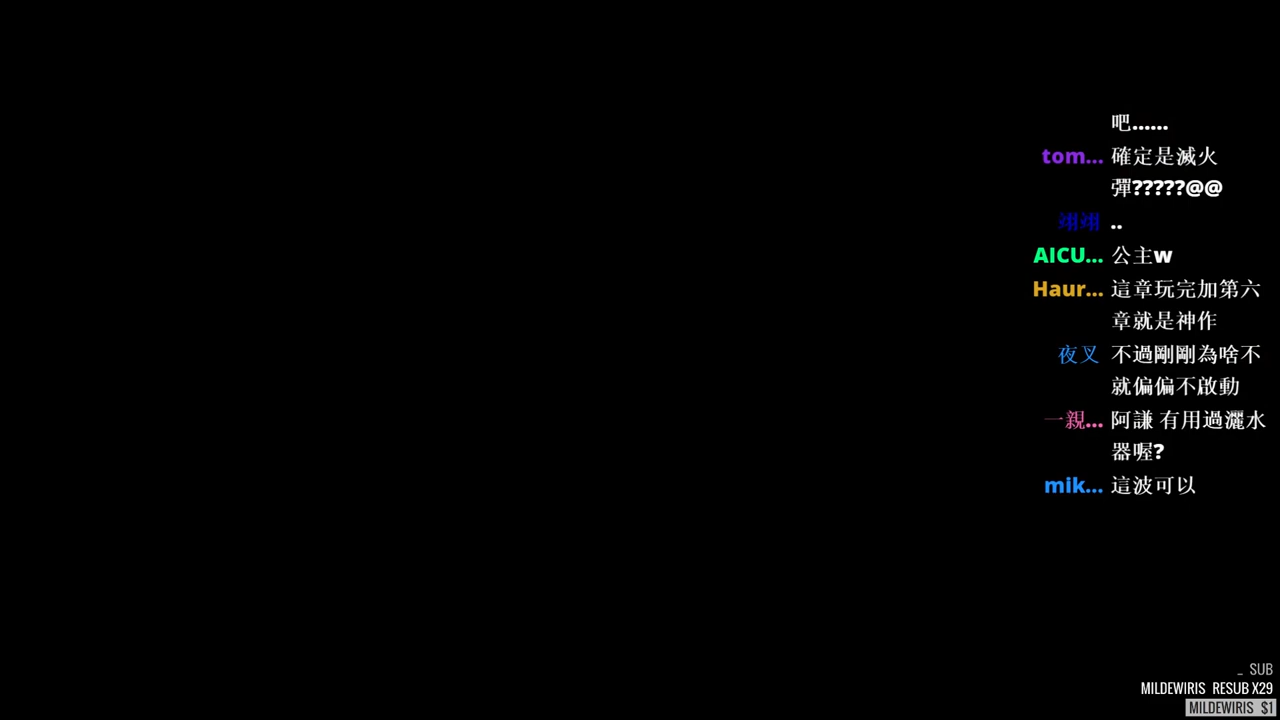 吧......
tom... 確定是滅火
彈?????@@
翊翊 ..
AICU... 公主w
Haur... 這章玩完加第六
章就是神作
夜叉 不過剛剛為啥不
就偏偏不啟動
一親... 阿謙 有用過灑水
器喔?
mik... 這波可以
_ SUB
MILDEWIRIS RESUB X29
MILDEWIRIS $1